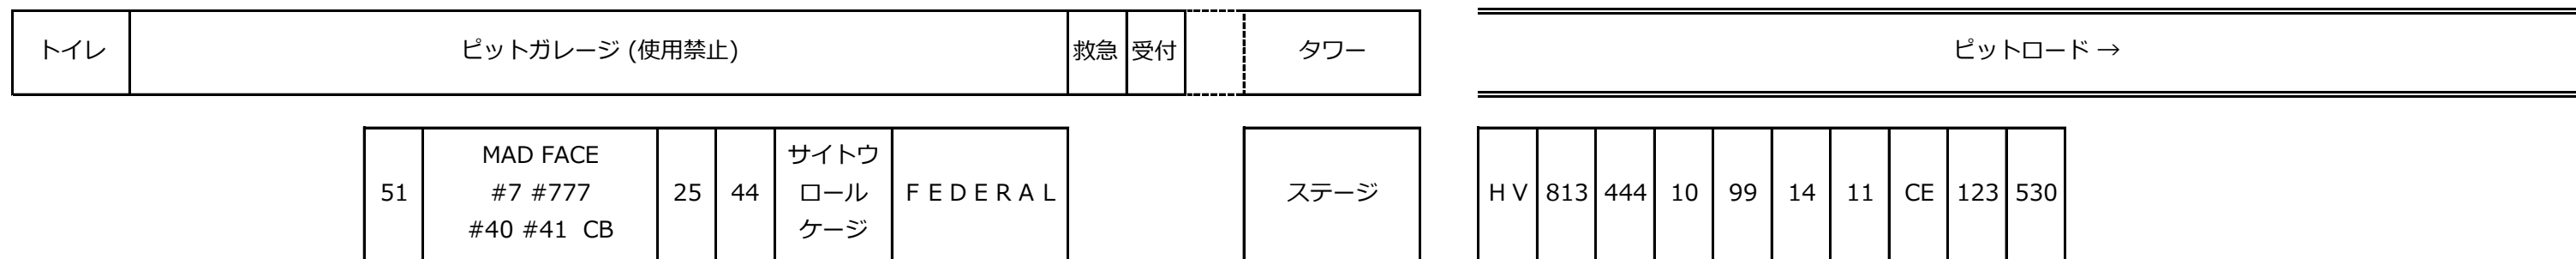 トイレ
ピットガレージ (使用禁止)
救急
受付
タワー
ピットロード →
51
MAD FACE
#7 #777
#40 #41 CB
25
44
サイトウ
ロール
ケージ
ＦＥＤＥＲＡＬ
ステージ
ＨＶ
813
444
10
99
14
11
CE
123
530